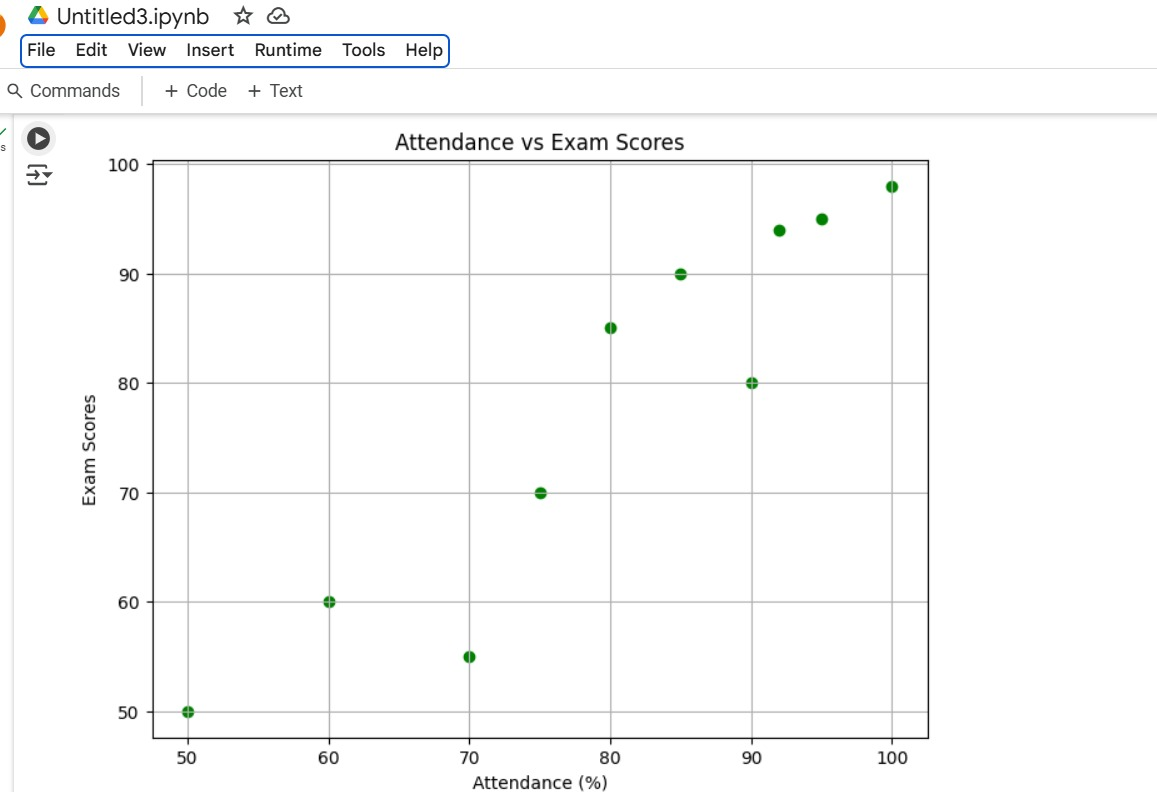 Untitled3.ipynb
File Edit View Insert Runtime Tools Help
Commands + Code + Text
s
Attendance vs Exam Scores
100
90
80
70
60
50
Exam Scores
50 60 70 80 90 100
Attendance (%)